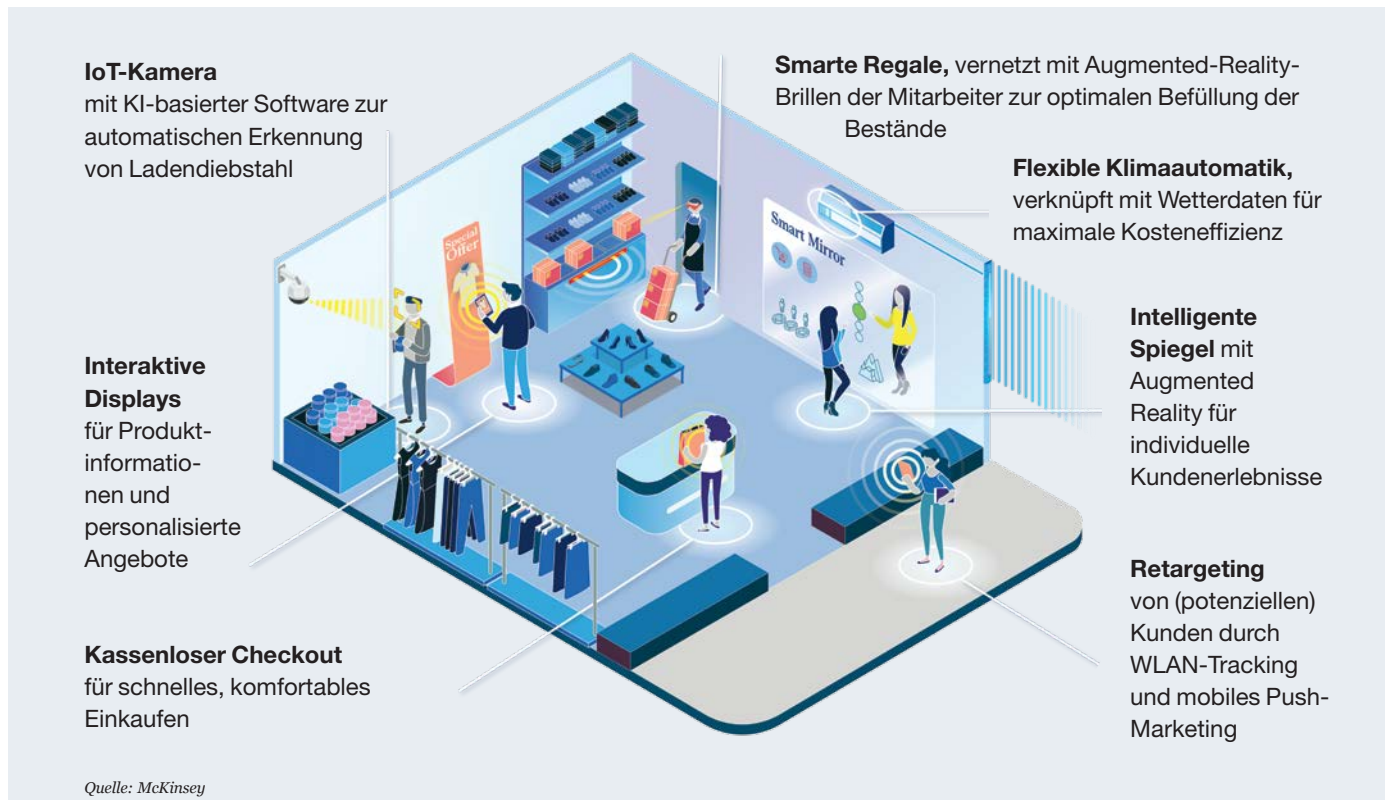 IoT-Kamera
mit KI-basierter Software zur
automatischen Erkennung
von Ladendiebstahl
Smarte Regale, vernetzt mit Augmented-Reality-
Brillen der Mitarbeiter zur optimalen Befüllung der
Bestände
Flexible Klimaautomatik,
verknüpft mit Wetterdaten für
maximale Kosteneffizienz
Special
Offer
Smart Mirror
Interaktive
Displays
für Produkt-
informatio-
nen und
personalisierte
Angebote
Intelligente
Spiegel mit
Augmented
Reality für
individuelle
Kundenerlebnisse
Kassenloser Checkout
für schnelles, komfortables
Einkaufen
Retargeting
von (potenziellen)
Kunden durch
WLAN-Tracking
und mobiles Push-
Marketing
Quelle: McKinsey